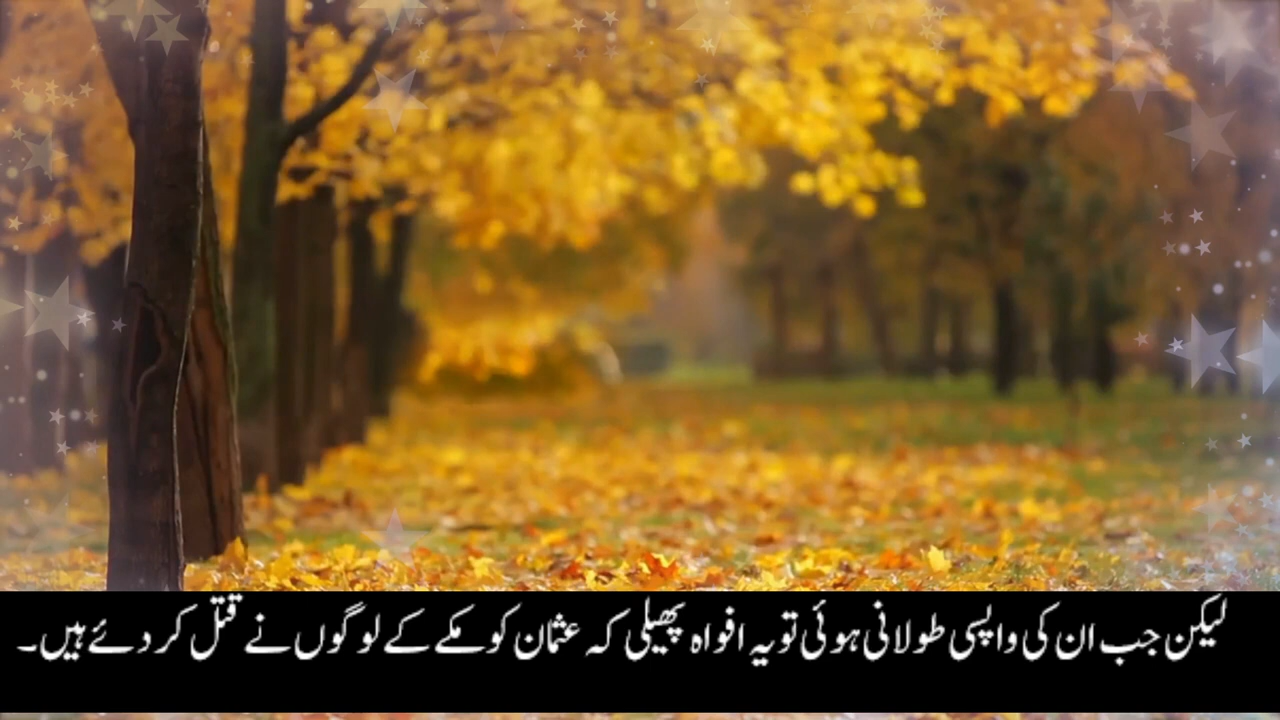 لیکن جب ان کی واپسی طولانی ہوئی تو یہ افواہ پھیلی کہ عثمان کو مکے کے لوگوں نے قتل کر دئے ہیں۔